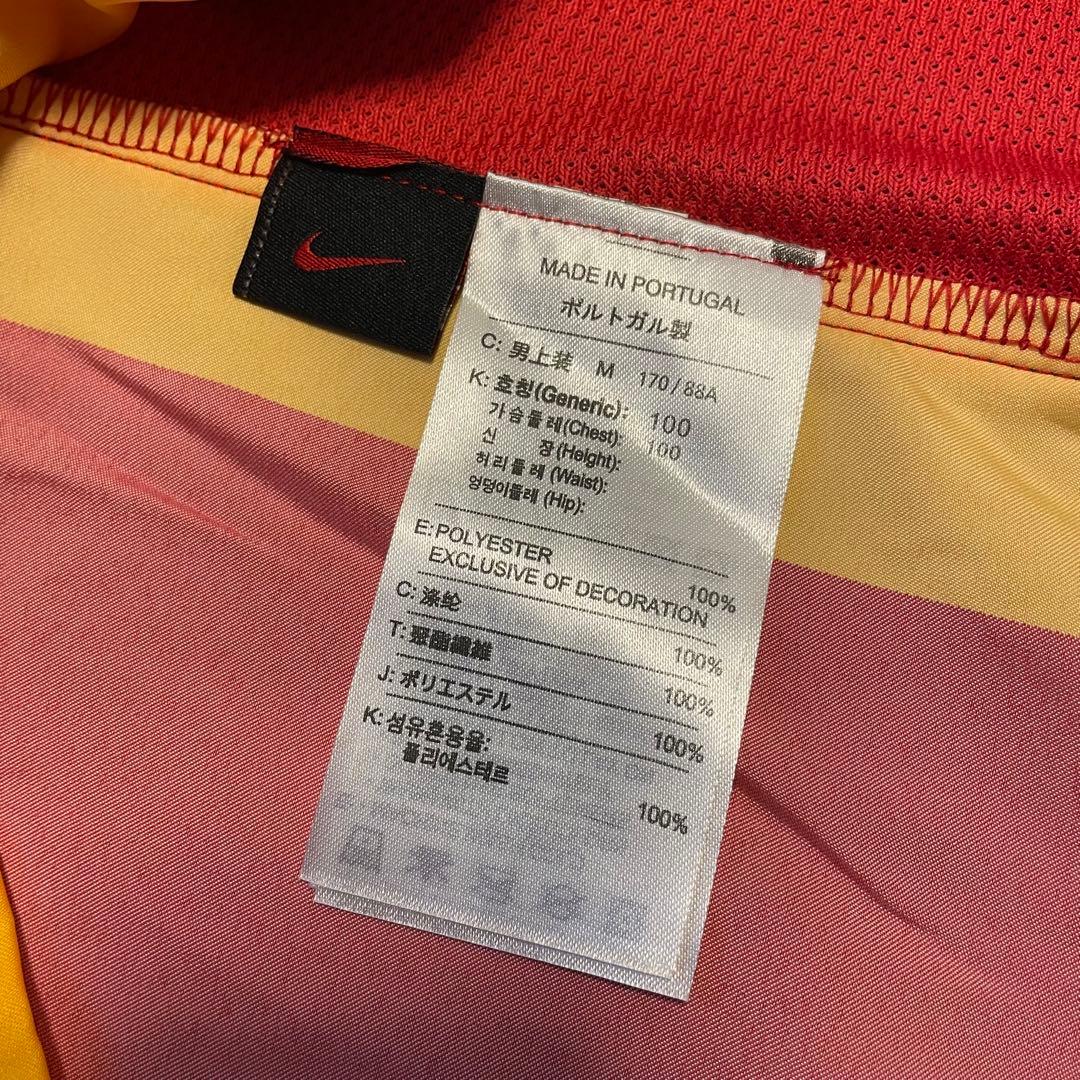 MADE IN PORTUGAL
ポルトガル製
C: 男上装 M 170/88A
K: 호칭(Generic): 100
가슴둘레(Chest): 100
신 장(Height):
허리둘레(Waist):
엉덩이둘레(Hip):
E:POLYESTER 100%
EXCLUSIVE OF DECORATION
C: 涤纶 100%
T: 聚酯纖維 100%
J: ポリエステル 100%
K: 섬유혼용율:
폴리에스테르 100%